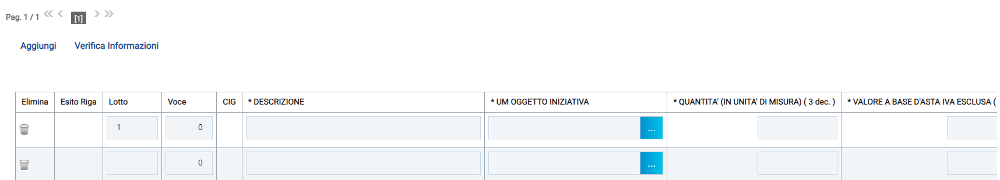 Pag. 1 / 1 « ‹ [1] › »
Aggiungi Verifica Informazioni
Elimina Esito Riga Lotto Voce CIG * DESCRIZIONE * UM OGGETTO INIZIATIVA * QUANTITA' (IN UNITA' DI MISURA) ( 3 dec. ) * VALORE A BASE D'ASTA IVA ESCLUSA (
1 0 ...
0 ...